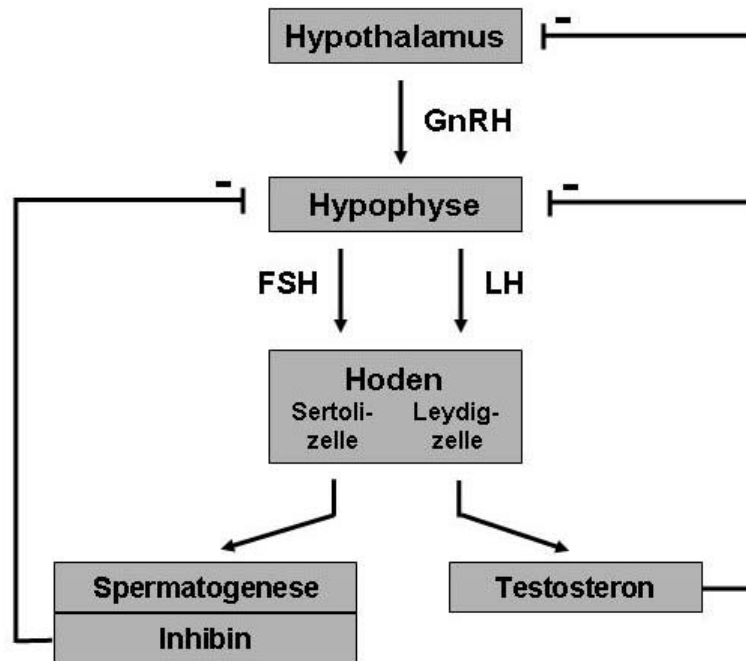 -
Hypothalamus
GnRH
- -
Hypophyse
FSH LH
Hoden
Sertoli- Leydig-
zelle zelle
Spermatogenese Testosteron
Inhibin